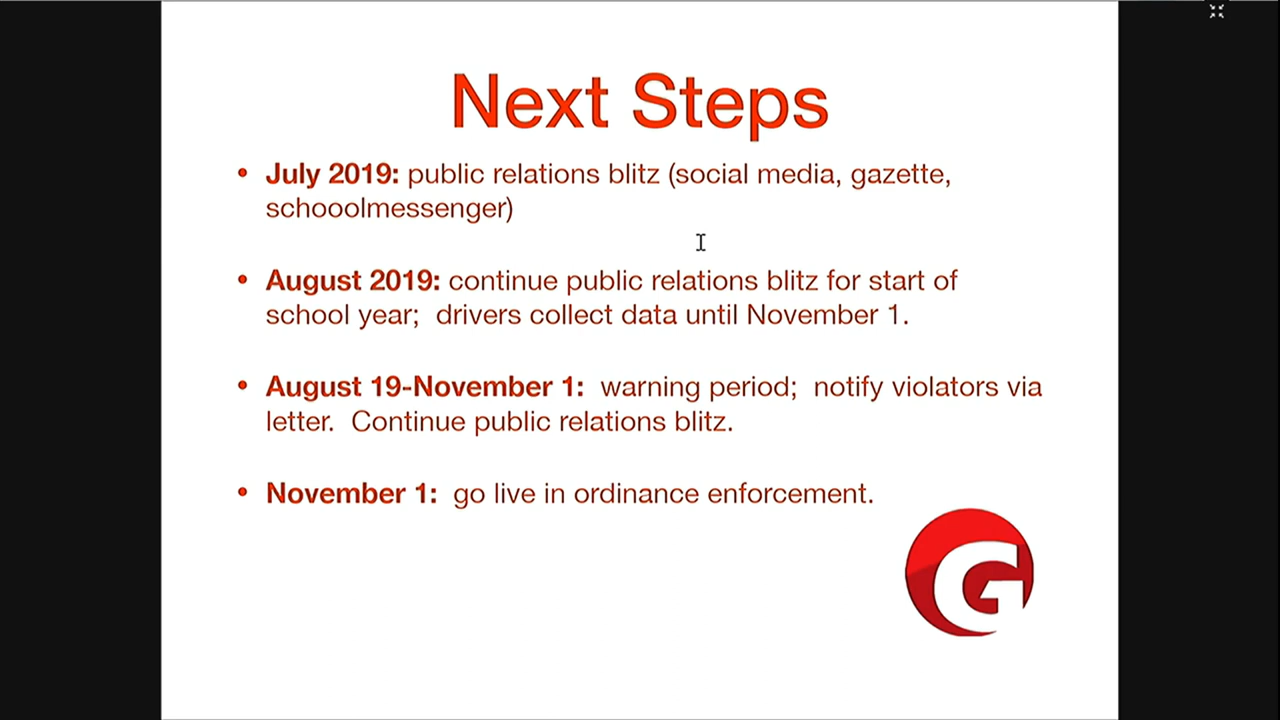 Next Steps
• July 2019: public relations blitz (social media, gazette,
schooolmessenger)
• August 2019: continue public relations blitz for start of
school year;  drivers collect data until November 1.
• August 19-November 1:  warning period;  notify violators via
letter.  Continue public relations blitz.
• November 1:  go live in ordinance enforcement.
G